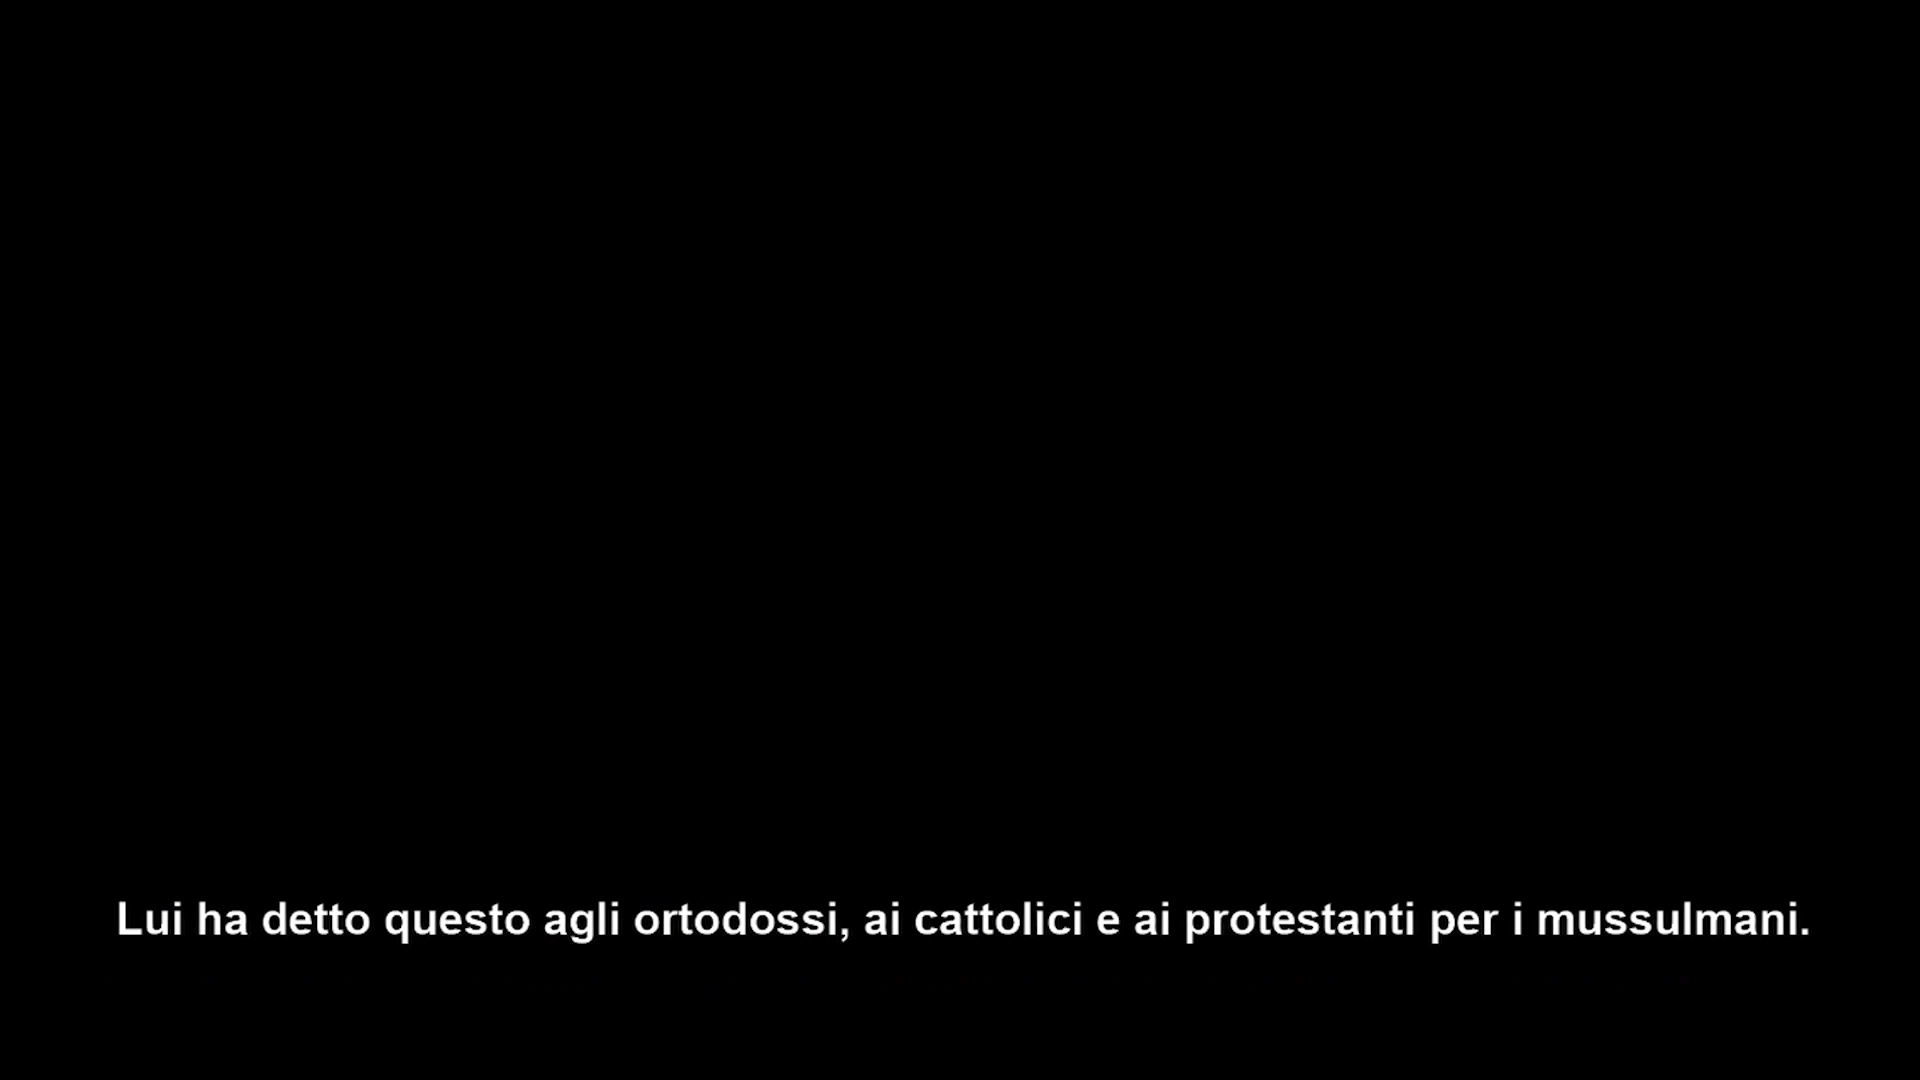 Lui ha detto questo agli ortodossi, ai cattolici e ai protestanti per i mussulmani.